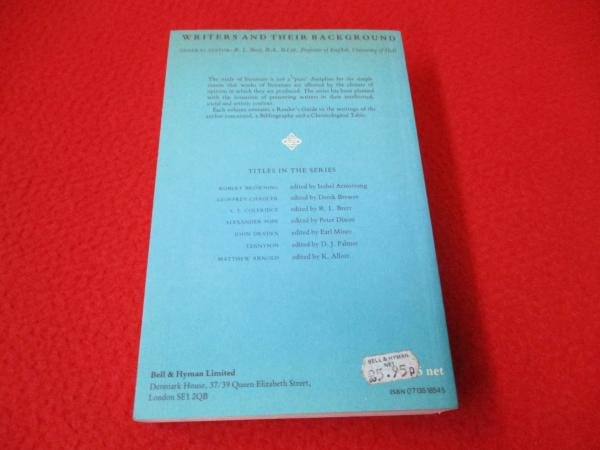 WRITERS AND THEIR BACKGROUND
GENERAL EDITOR: R. L. Brett, B.A., B.Litt., Professor of English, University of Hull
The study of literature is not a 'pure' discipline for the simple
reason that works of literature are affected by the climate of
opinion in which they are produced. The series has been planned
with the intention of presenting writers in their intellectual,
social and artistic context.
Each volume contains a Reader's Guide to the writings of the
author concerned, a Bibliography and a Chronological Table.
TITLES IN THE SERIES
ROBERT BROWNING edited by Isobel Armstrong
GEOFFREY CHAUCER edited by Derek Brewer
S. T. COLERIDGE edited by R. L. Brett
ALEXANDER POPE edited by Peter Dixon
JOHN DRYDEN edited by Earl Miner
TENNYSON edited by D. J. Palmer
MATTHEW ARNOLD edited by K. Allott
Bell & Hyman Limited
Denmark House, 37/39 Queen Elizabeth Street,
London SE1 2QB
BELL & HYMAN
NET
£5.95p
net
ISBN 0 7135 1854 5